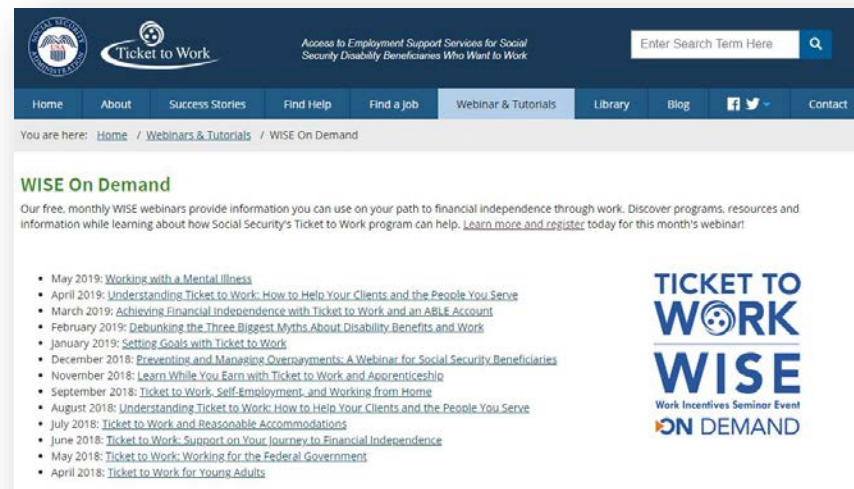 SOCIAL SECURITY ADMINISTRATION
USA
Ticket to Work
Access to Employment Support Services for Social
Security Disability Beneficiaries Who Want to Work
Enter Search Term Here
Home About Success Stories Find Help Find a Job Webinar & Tutorials Library Blog Contact
You are here: Home / Webinars & Tutorials / WISE On Demand
WISE On Demand
Our free, monthly WISE webinars provide information you can use on your path to financial independence through work. Discover programs, resources and
information while learning about how Social Security's Ticket to Work program can help. Learn more and register today for this month's webinar!
May 2019: Working with a Mental Illness
April 2019: Understanding Ticket to Work: How to Help Your Clients and the People You Serve
March 2019: Achieving Financial Independence with Ticket to Work and an ABLE Account
February 2019: Debunking the Three Biggest Myths About Disability Benefits and Work
January 2019: Setting Goals with Ticket to Work
December 2018: Preventing and Managing Overpayments: A Webinar for Social Security Beneficiaries
November 2018: Learn While You Earn with Ticket to Work and Apprenticeship
September 2018: Ticket to Work, Self-Employment, and Working from Home
August 2018: Understanding Ticket to Work: How to Help Your Clients and the People You Serve
July 2018: Ticket to Work and Reasonable Accommodations
June 2018: Ticket to Work: Support on Your Journey to Financial Independence
May 2018: Ticket to Work: Working for the Federal Government
April 2018: Ticket to Work for Young Adults
TICKET TO
WORK
WISE
Work Incentives Seminar Event
ON DEMAND